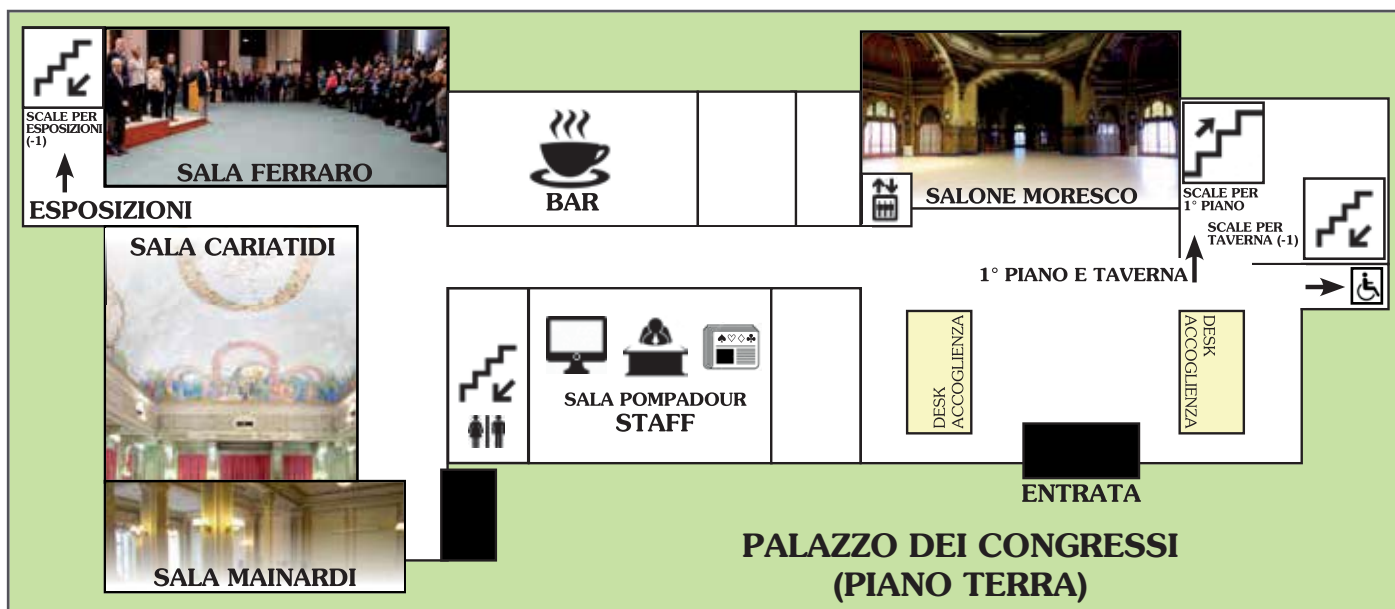 SCALE PER
ESPOSIZIONI
(-1)
ESPOSIZIONI
SALA FERRARO
BAR
SALONE MORESCO
SCALE PER
1° PIANO
SCALE PER
TAVERNA (-1)
1° PIANO E TAVERNA
SALA CARIATIDI
SALA POMPADOUR
STAFF
DESK
ACCOGLIENZA
DESK
ACCOGLIENZA
SALA MAINARDI
ENTRATA
PALAZZO DEI CONGRESSI
(PIANO TERRA)